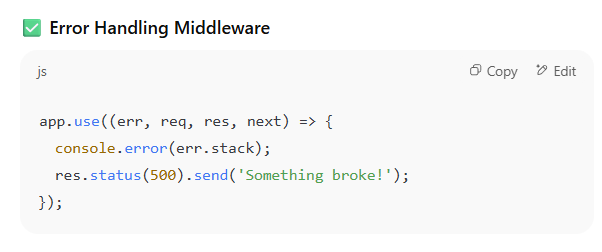 ✅ Error Handling Middleware
js
Copy
Edit
app.use((err, req, res, next) => {
  console.error(err.stack);
  res.status(500).send('Something broke!');
});